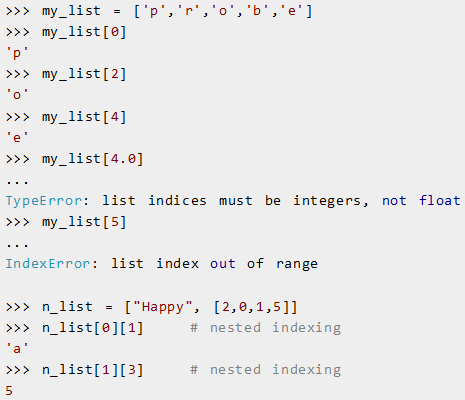 >>> my_list = ['p','r','o','b','e']
>>> my_list[0]
'p'
>>> my_list[2]
'o'
>>> my_list[4]
'e'
>>> my_list[4.0]
...
TypeError: list indices must be integers, not float
>>> my_list[5]
...
IndexError: list index out of range
>>> n_list = ["Happy", [2,0,1,5]]
>>> n_list[0][1]     # nested indexing
'a'
>>> n_list[1][3]     # nested indexing
5